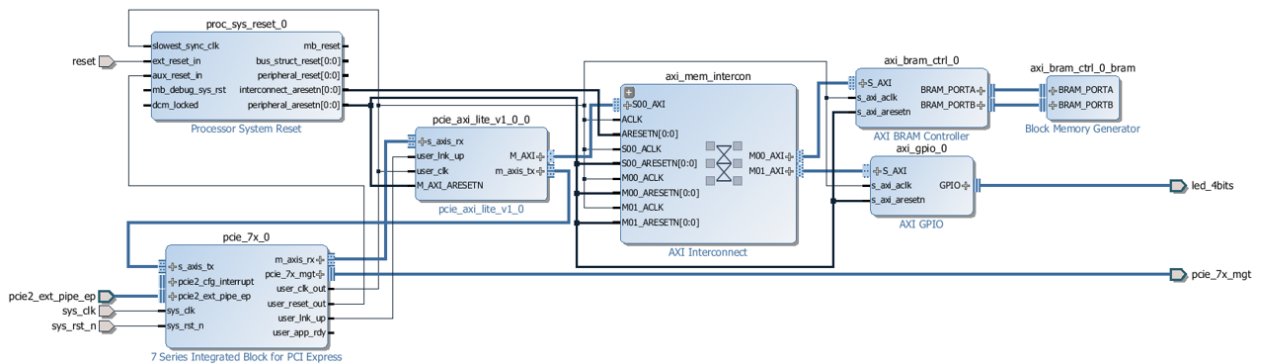 proc_sys_reset_0
slowest_sync_clk
ext_reset_in
aux_reset_in
mb_debug_sys_rst
dcm_locked
mb_reset
bus_struct_reset[0:0]
peripheral_reset[0:0]
interconnect_aresetn[0:0]
peripheral_aresetn[0:0]
Processor System Reset
reset
pcie_axi_lite_v1_0_0
s_axis_rx
user_lnk_up
user_clk
M_AXI_ARESETN
M_AXI
m_axis_tx
pcie_axi_lite_v1_0
pcie_7x_0
s_axis_tx
pcie2_cfg_interrupt
pcie2_ext_pipe_ep
sys_clk
sys_rst_n
m_axis_rx
pcie_7x_mgt
user_clk_out
user_reset_out
user_lnk_up
user_app_rdy
7 Series Integrated Block for PCI Express
pcie2_ext_pipe_ep
sys_clk
sys_rst_n
axi_mem_intercon
S00_AXI
ACLK
ARESETN[0:0]
S00_ACLK
S00_ARESETN[0:0]
M00_ACLK
M00_ARESETN[0:0]
M01_ACLK
M01_ARESETN[0:0]
M00_AXI
M01_AXI
AXI Interconnect
axi_bram_ctrl_0
S_AXI
s_axi_aclk
s_axi_aresetn
BRAM_PORTA
BRAM_PORTB
AXI BRAM Controller
axi_bram_ctrl_0_bram
BRAM_PORTA
BRAM_PORTB
Block Memory Generator
axi_gpio_0
S_AXI
s_axi_aclk
s_axi_aresetn
GPIO
AXI GPIO
led_4bits
pcie_7x_mgt